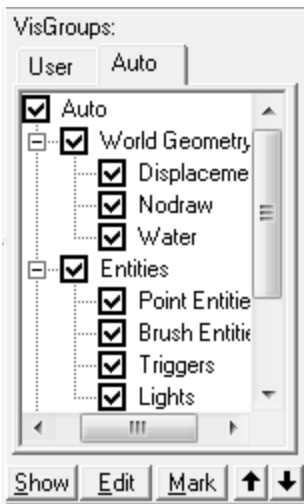 VisGroups:
User Auto
Auto
World Geometry
Displaceme
Nodraw
Water
Entities
Point Entitie
Brush Entitie
Triggers
Lights
Show Edit Mark